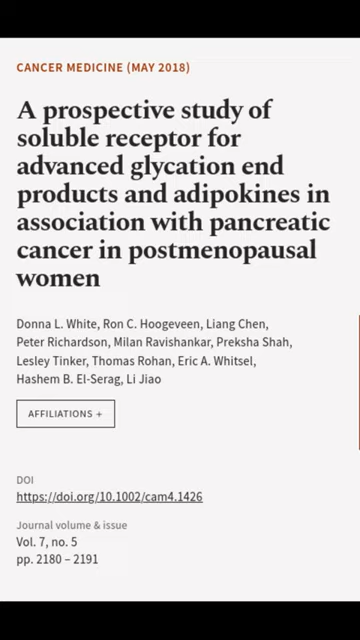 CANCER MEDICINE (MAY 2018)
A prospective study of
soluble receptor for
advanced glycation end
products and adipokines in
association with pancreatic
cancer in postmenopausal
women
Donna L. White, Ron C. Hoogeveen, Liang Chen,
Peter Richardson, Milan Ravishankar, Preksha Shah,
Lesley Tinker, Thomas Rohan, Eric A. Whitsel,
Hashem B. El-Serag, Li Jiao
AFFILIATIONS +
DOI
https://doi.org/10.1002/cam4.1426
Journal volume & issue
Vol. 7, no. 5
pp. 2180 – 2191